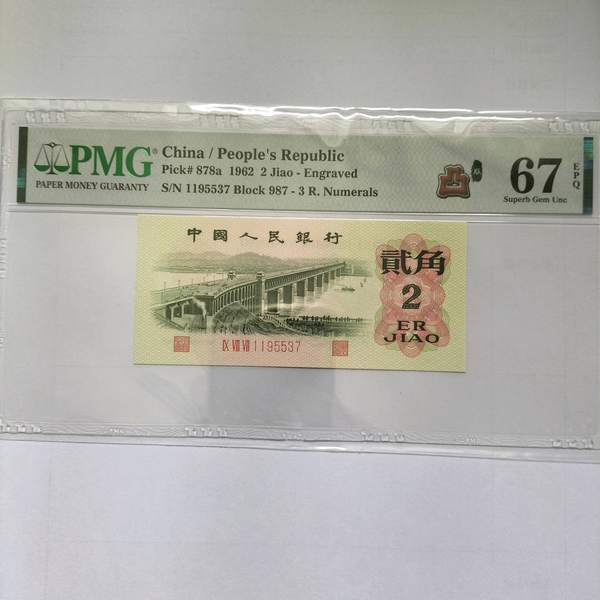 PMG®
PAPER MONEY GUARANTY
China / People's Republic
Pick# 878a 1962 2 Jiao - Engraved
S/N 1195537 Block 987 - 3 R. Numerals
凸
67 EPQ
Superb Gem Unc
中國人民銀行
貳角
2
ER
JIAO
IX VIII VII 1195537